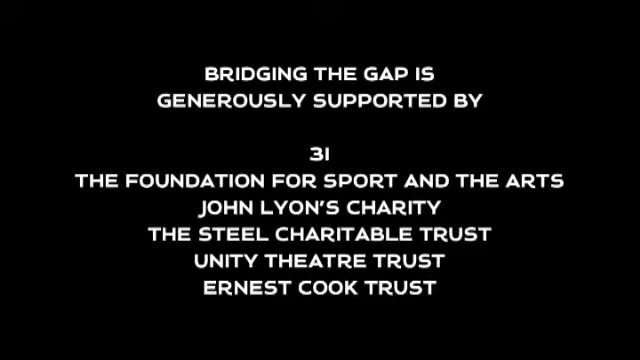 BRIDGING THE GAP IS
GENEROUSLY SUPPORTED BY
3I
THE FOUNDATION FOR SPORT AND THE ARTS
JOHN LYON'S CHARITY
THE STEEL CHARITABLE TRUST
UNITY THEATRE TRUST
ERNEST COOK TRUST